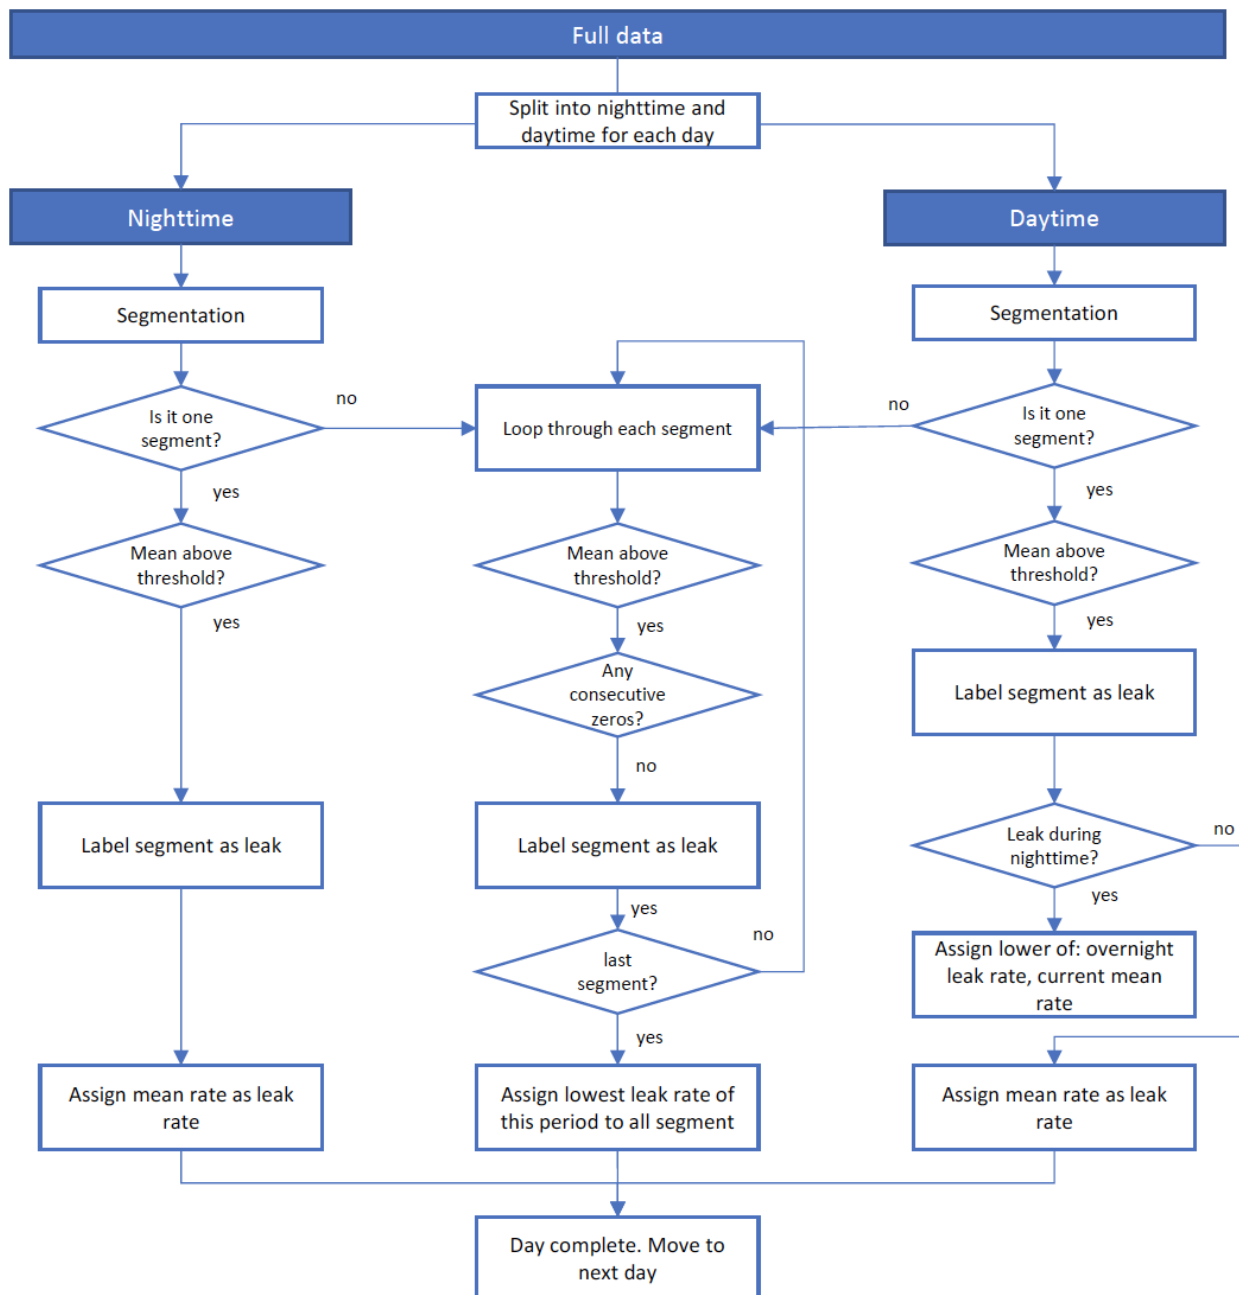 Full data
Split into nighttime and
daytime for each day
Nighttime
Daytime
Segmentation
Segmentation
Is it one
segment?
no
Loop through each segment
no
Is it one
segment?
yes
yes
Mean above
threshold?
Mean above
threshold?
Mean above
threshold?
yes
yes
yes
Any
consecutive
zeros?
Label segment as leak
no
Label segment as leak
Label segment as leak
Leak during
nighttime?
no
yes
yes
no
last
segment?
Assign lower of: overnight
leak rate, current mean
rate
yes
Assign mean rate as leak
rate
Assign lowest leak rate of
this period to all segment
Assign mean rate as leak
rate
Day complete. Move to
next day